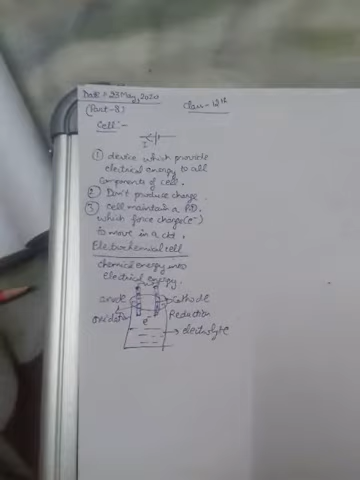 Date :- 23 May, 2020
(Part-8)
Class - 12th
Cell :-
I
① device which provide
electrical energy to all
components of cell.
② Don't produce charge.
③ Cell maintain a P.D.
which force charge (e-)
to move in a ckt.
Electrochemical cell
Chemical energy into
electrical energy.
anode
cathode
oxidation
e-
Reduction
electrolyte